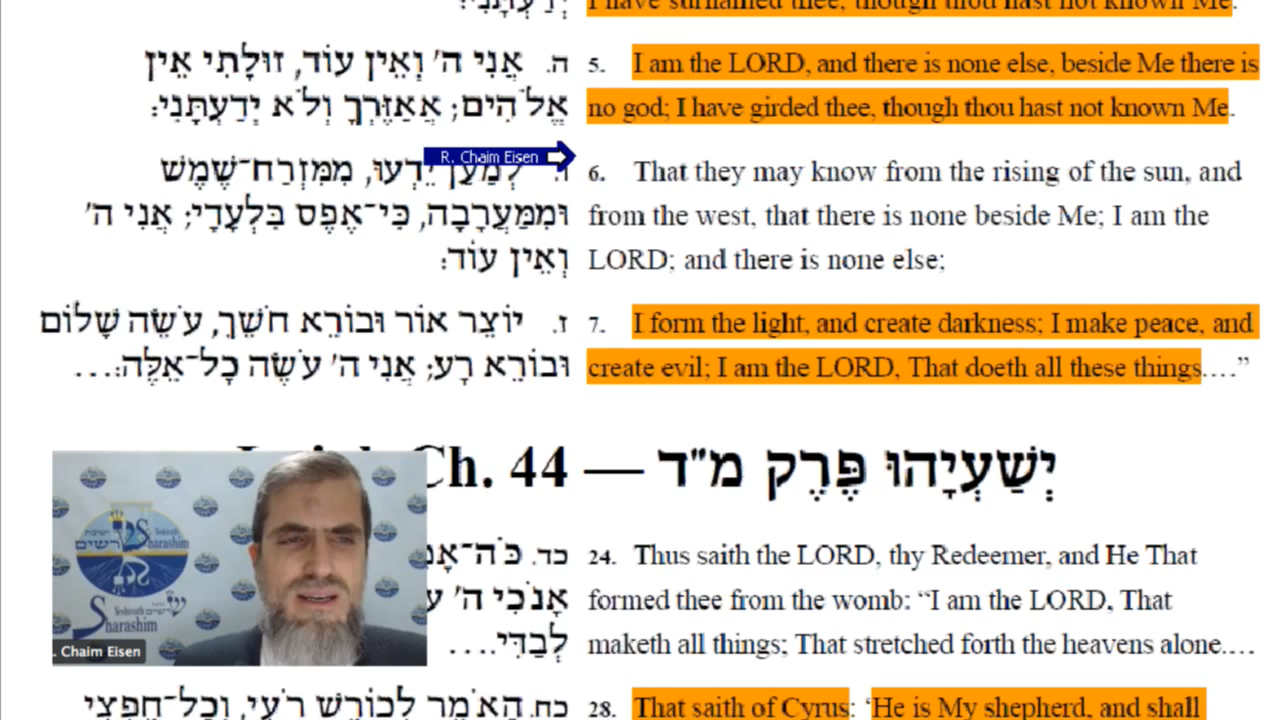 I have surnamed thee, though thou hast not known Me.
ה. אֲנִי ה' וְאֵין עוֹד, זוּלָתִי אֵין
אֱלֹהִים; אֲאַזֶּרְךָ וְלֹא יְדַעְתָּנִי׃
5. I am the LORD, and there is none else, beside Me there is
no god; I have girded thee, though thou hast not known Me.
R. Chaim Eisen
לְמַעַן יֵדְעוּ, מִמִּזְרַח־שֶׁמֶשׁ
וּמִמַּעֲרָבָה, כִּי־אֶפֶס בִּלְעָדָי; אֲנִי ה'
וְאֵין עוֹד׃
6. That they may know from the rising of the sun, and
from the west, that there is none beside Me; I am the
LORD; and there is none else;
ז. יוֹצֵר אוֹר וּבוֹרֵא חֹשֶׁךְ, עֹשֶׂה שָׁלוֹם
וּבוֹרֵא רָע; אֲנִי ה' עֹשֶׂה כָל־אֵלֶּה׃...
7. I form the light, and create darkness; I make peace, and
create evil; I am the LORD, That doeth all these things....”
Ch. 44 — יְשַׁעְיָהוּ פֶּרֶק מ"ד
כד. כֹּה־
אָנֹכִי ה'
לְבַדִּי....
24. Thus saith the LORD, thy Redeemer, and He That
formed thee from the womb: “I am the LORD, That
maketh all things; That stretched forth the heavens alone....
Yeshivath
Sharashim
Yeshivath שרשים
Sharashim
. Chaim Eisen
כח. הָאֹמֵר לְכוֹרֶשׁ רֹעִי, וְכָל־חֶפְצִי
28. That saith of Cyrus: ‘He is My shepherd, and shall